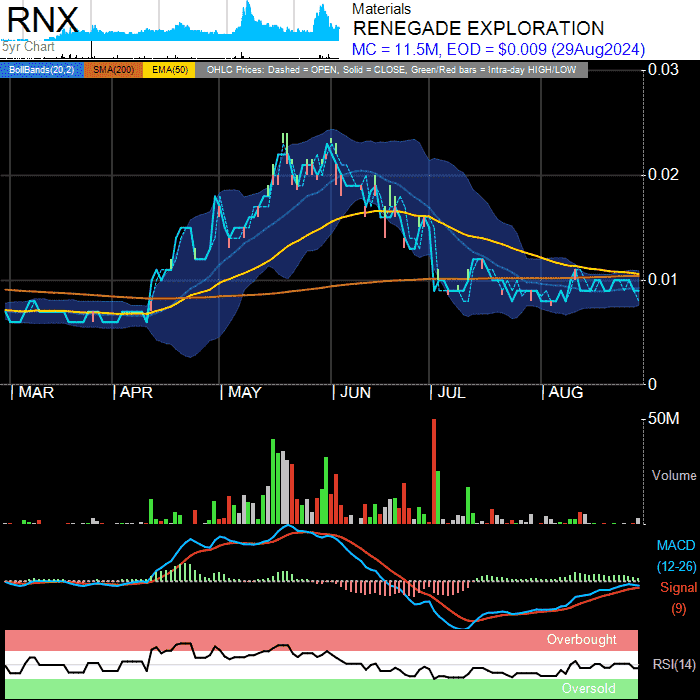 RNX
5yr Chart
Materials
RENEGADE EXPLORATION
MC = 11.5M, EOD = $0.009 (29Aug2024)
BollBands(20,2) SMA(200) EMA(50) OHLC Prices: Dashed = OPEN, Solid = CLOSE, Green/Red bars = Intra-day HIGH/LOW
0.03
0.02
0.01
0
MAR APR MAY JUN JUL AUG
50M
Volume
MACD
(12-26)
Signal
(9)
Overbought
RSI(14)
Oversold